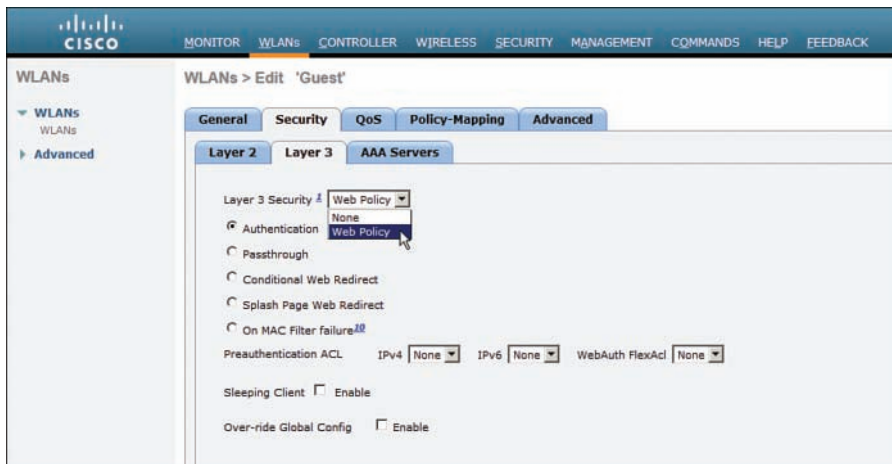 CISCO
MONITOR WLANs CONTROLLER WIRELESS SECURITY MANAGEMENT COMMANDS HELP FEEDBACK
WLANs
WLANs
WLANs
Advanced
WLANs > Edit 'Guest'
General Security QoS Policy-Mapping Advanced
Layer 2 Layer 3 AAA Servers
Layer 3 Security 1 Web Policy
None
Web Policy
Authentication
Passthrough
Conditional Web Redirect
Splash Page Web Redirect
On MAC Filter failure10
Preauthentication ACL IPv4 None IPv6 None WebAuth FlexAcl None
Sleeping Client Enable
Over-ride Global Config Enable